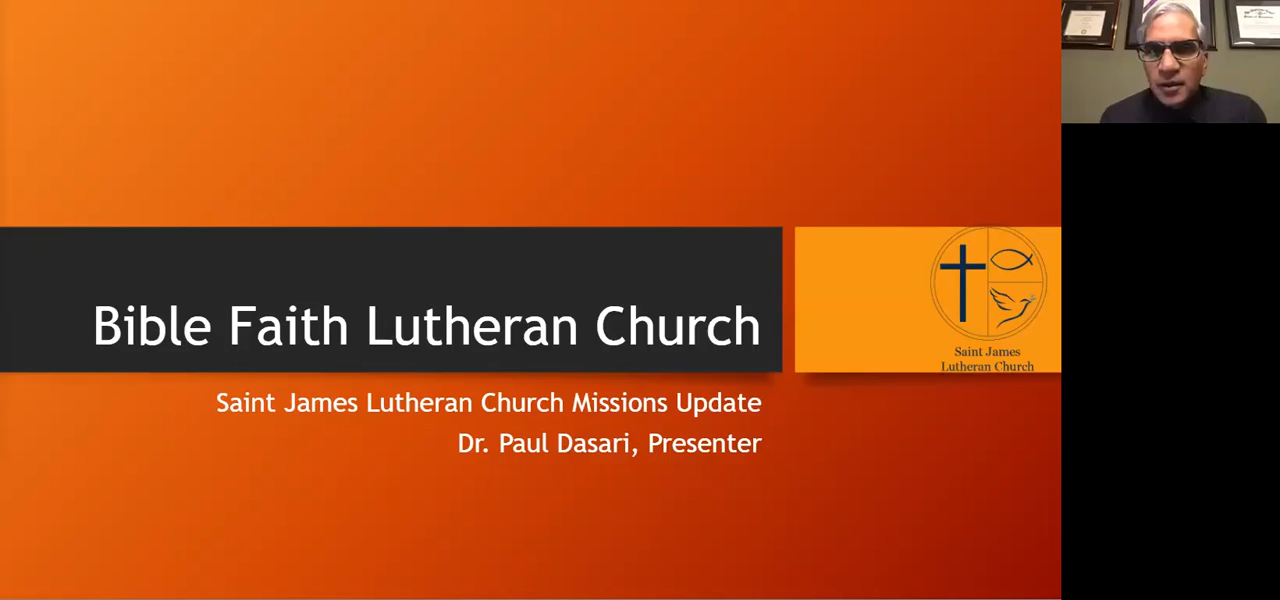 Bible Faith Lutheran Church
Saint James Lutheran Church Missions Update
Dr. Paul Dasari, Presenter
Saint James
Lutheran Church